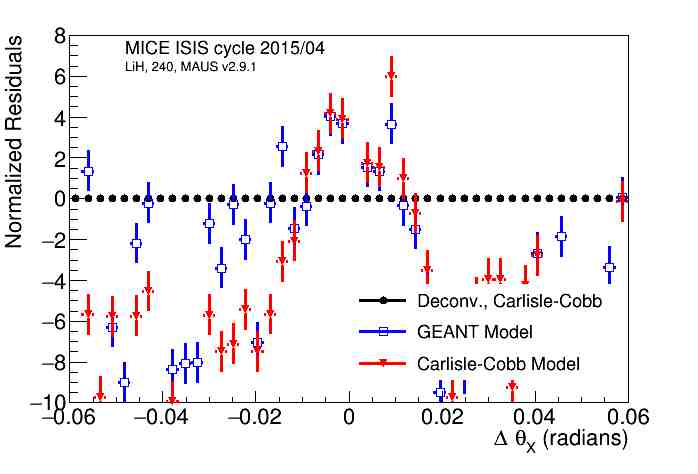 MICE ISIS cycle 2015/04
LiH, 240, MAUS v2.9.1
Normalized Residuals
8
6
4
2
0
−2
−4
−6
−8
−10
Deconv., Carlisle-Cobb
GEANT Model
Carlisle-Cobb Model
−0.06 −0.04 −0.02 0 0.02 0.04 0.06
Δ θX (radians)